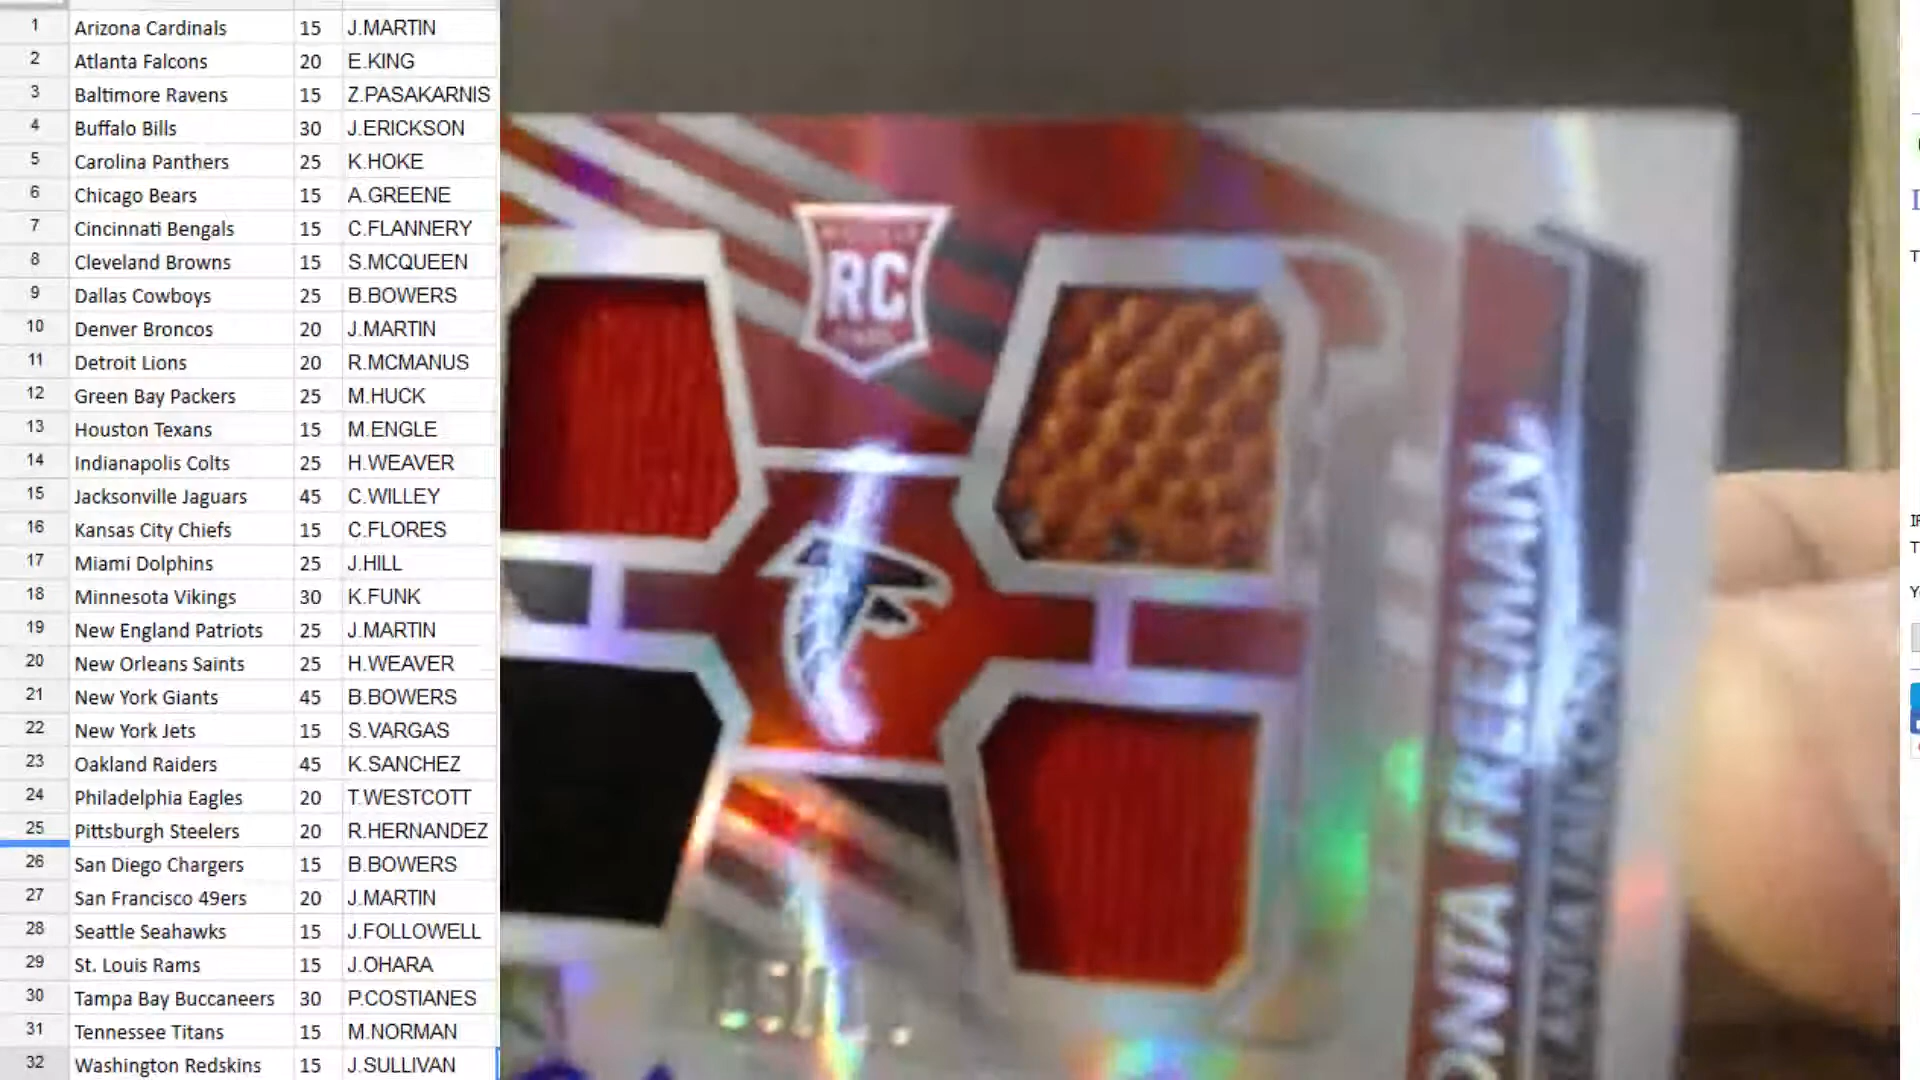 1 Arizona Cardinals 15 J.MARTIN
2 Atlanta Falcons 20 E.KING
3 Baltimore Ravens 15 Z.PASAKARNIS
4 Buffalo Bills 30 J.ERICKSON
5 Carolina Panthers 25 K.HOKE
6 Chicago Bears 15 A.GREENE
7 Cincinnati Bengals 15 C.FLANNERY
8 Cleveland Browns 15 S.MCQUEEN
9 Dallas Cowboys 25 B.BOWERS
10 Denver Broncos 20 J.MARTIN
11 Detroit Lions 20 R.MCMANUS
12 Green Bay Packers 25 M.HUCK
13 Houston Texans 15 M.ENGLE
14 Indianapolis Colts 25 H.WEAVER
15 Jacksonville Jaguars 45 C.WILLEY
16 Kansas City Chiefs 15 C.FLORES
17 Miami Dolphins 25 J.HILL
18 Minnesota Vikings 30 K.FUNK
19 New England Patriots 25 J.MARTIN
20 New Orleans Saints 25 H.WEAVER
21 New York Giants 45 B.BOWERS
22 New York Jets 15 S.VARGAS
23 Oakland Raiders 45 K.SANCHEZ
24 Philadelphia Eagles 20 T.WESTCOTT
25 Pittsburgh Steelers 20 R.HERNANDEZ
26 San Diego Chargers 15 B.BOWERS
27 San Francisco 49ers 20 J.MARTIN
28 Seattle Seahawks 15 J.FOLLOWELL
29 St. Louis Rams 15 J.OHARA
30 Tampa Bay Buccaneers 30 P.COSTIANES
31 Tennessee Titans 15 M.NORMAN
32 Washington Redskins 15 J.SULLIVAN
RC
ONTA FREEMAN